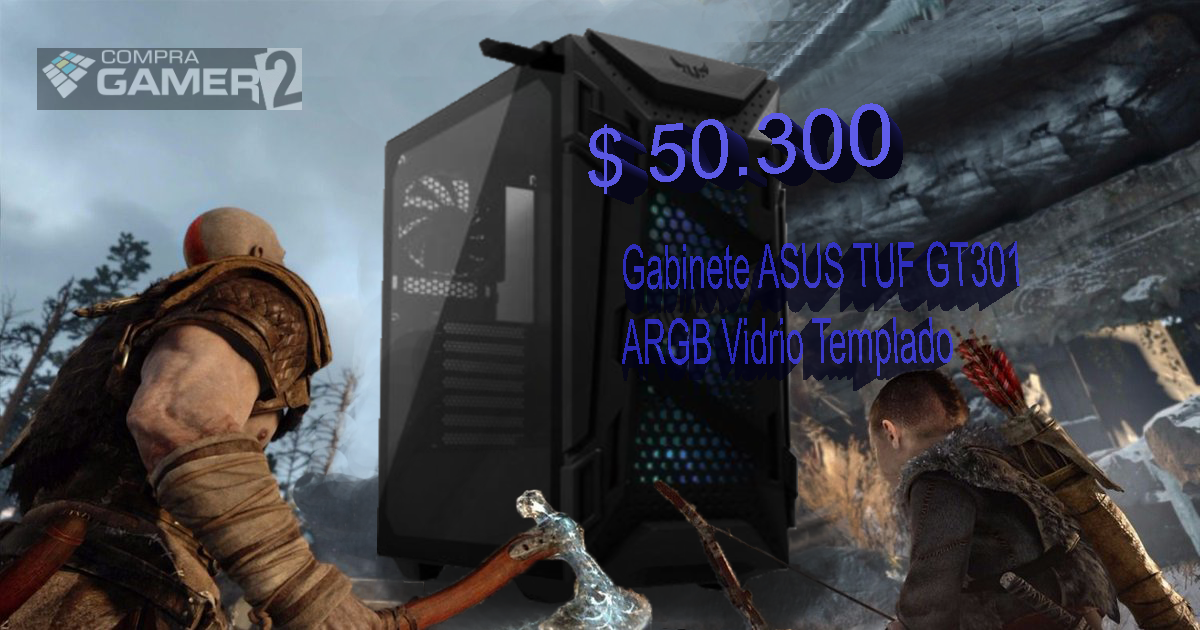 COMPRA
GAMER 2
$ 50.300
Gabinete ASUS TUF GT301
ARGB Vidrio Templado